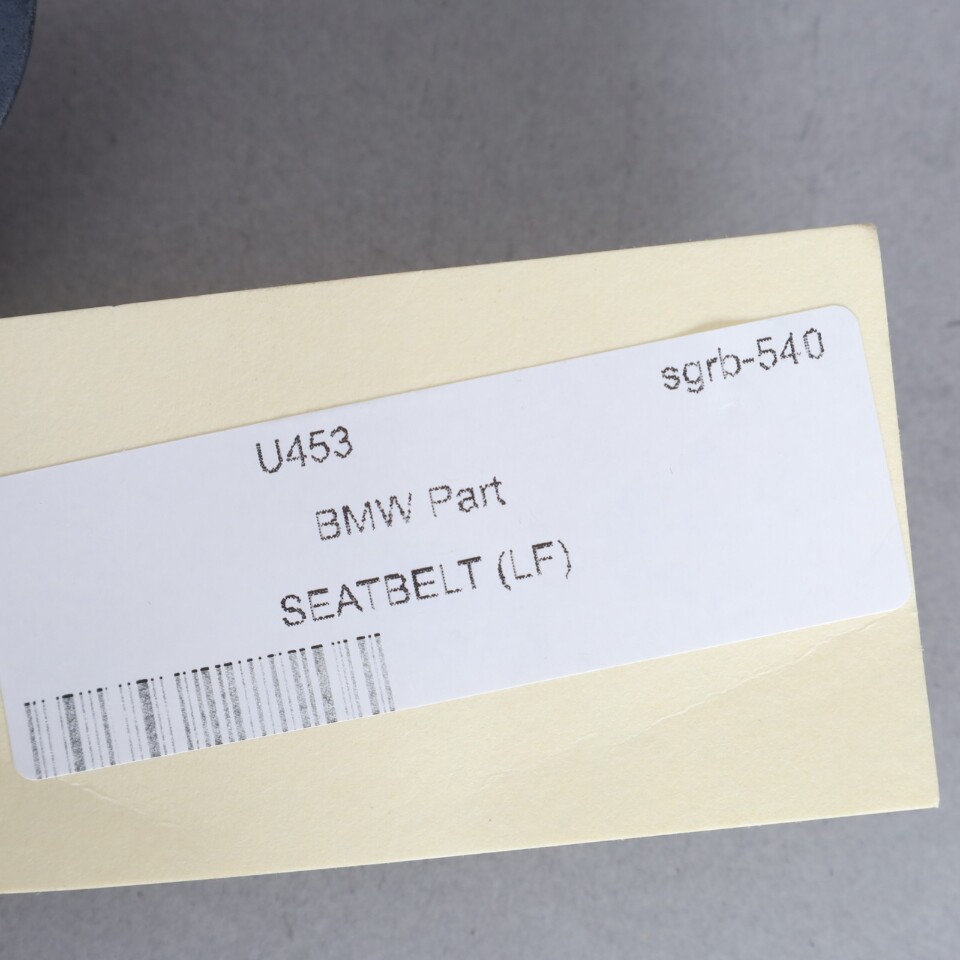 sgrb-540
U453
BMW Part
SEATBELT (LF)